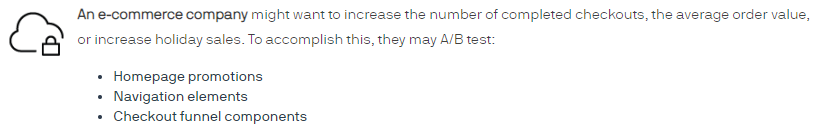 An e-commerce company might want to increase the number of completed checkouts, the average order value,
or increase holiday sales. To accomplish this, they may A/B test:
• Homepage promotions
• Navigation elements
• Checkout funnel components